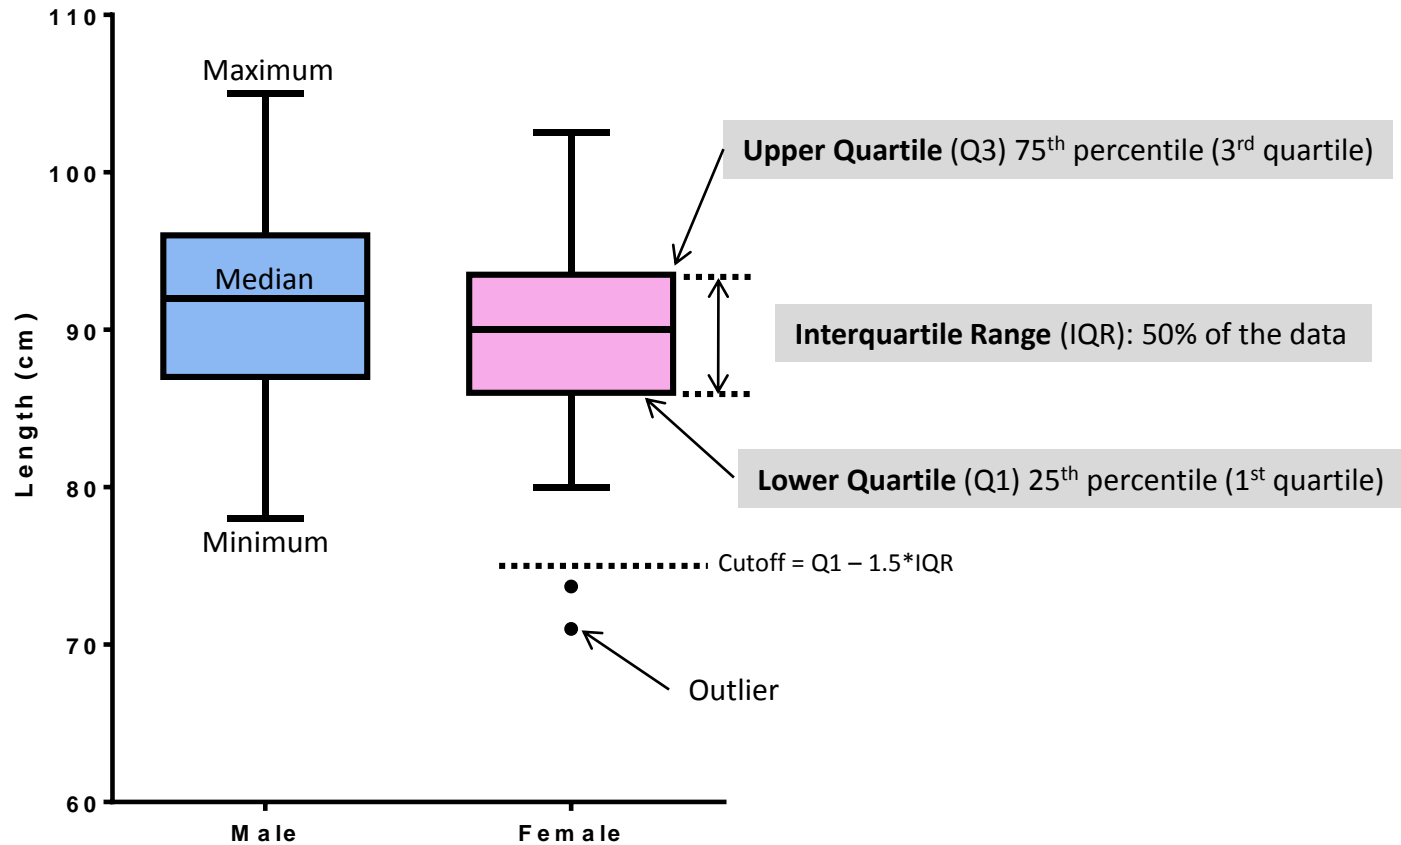 110
Maximum
Upper Quartile (Q3) 75th percentile (3rd quartile)
100
Median
90
Interquartile Range (IQR): 50% of the data
Length (cm)
80
Lower Quartile (Q1) 25th percentile (1st quartile)
Minimum
Cutoff = Q1 – 1.5*IQR
70
Outlier
60
Male
Female